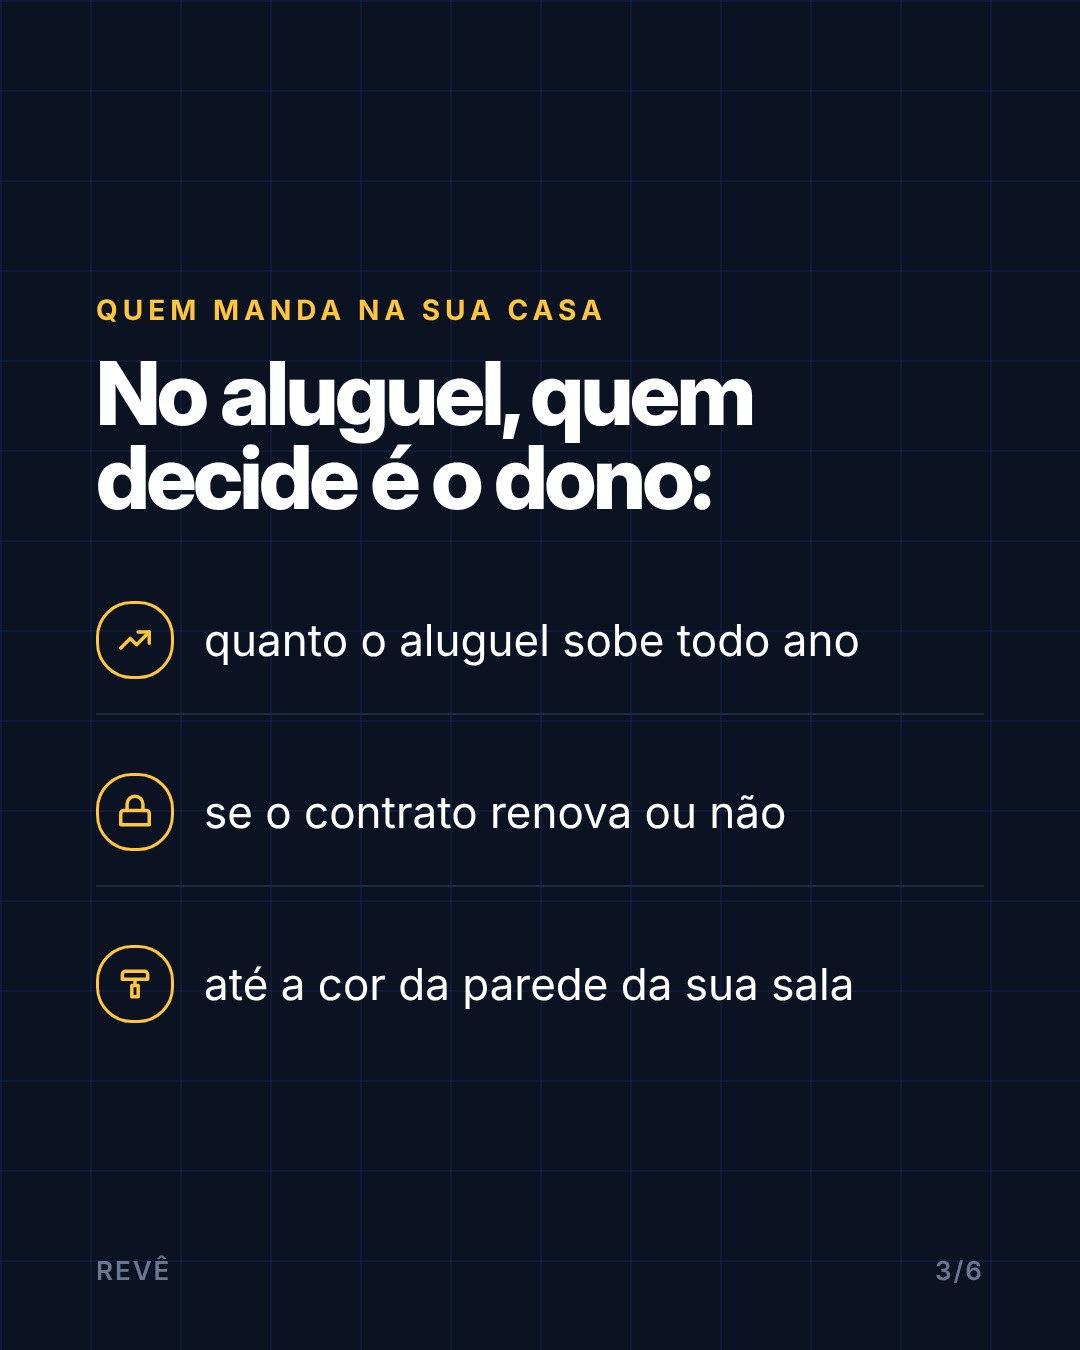 QUEM MANDA NA SUA CASA
No aluguel, quem
decide é o dono:
quanto o aluguel sobe todo ano
se o contrato renova ou não
até a cor da parede da sua sala
REVÊ
3/6